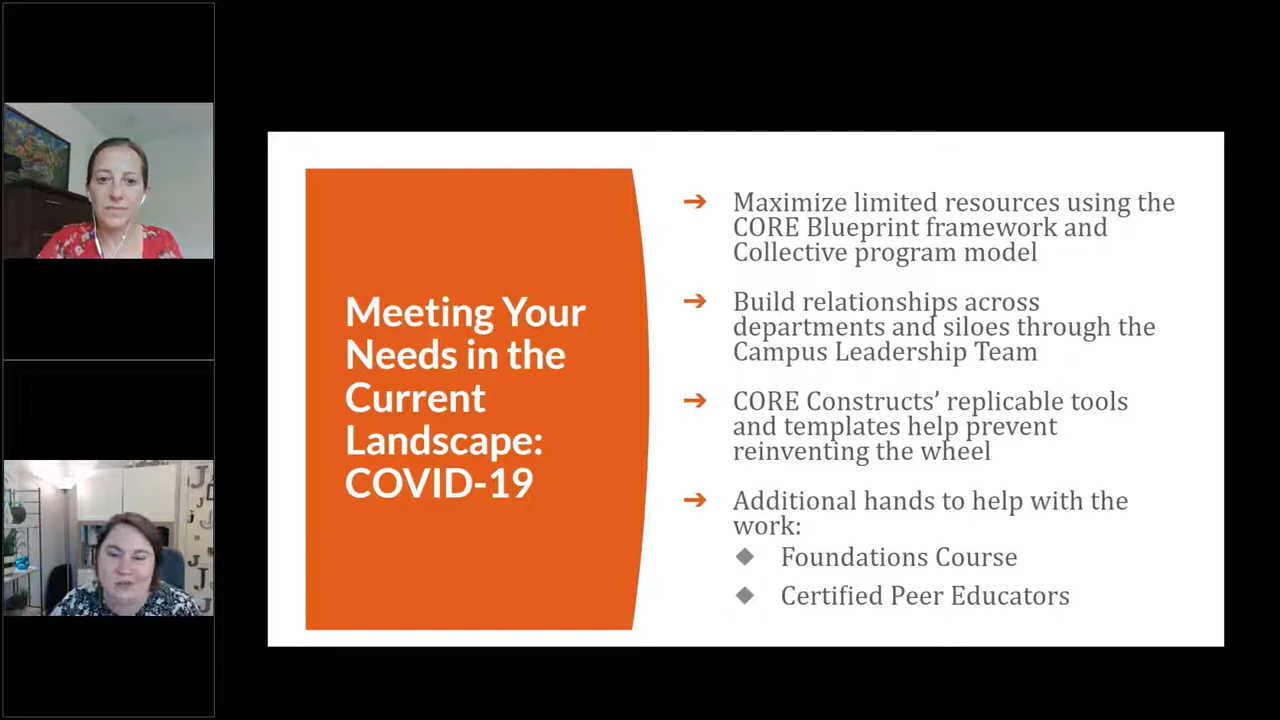 Meeting Your
Needs in the
Current
Landscape:
COVID-19
Maximize limited resources using the
CORE Blueprint framework and
Collective program model
Build relationships across
departments and siloes through the
Campus Leadership Team
CORE Constructs’ replicable tools
and templates help prevent
reinventing the wheel
Additional hands to help with the
work:
Foundations Course
Certified Peer Educators